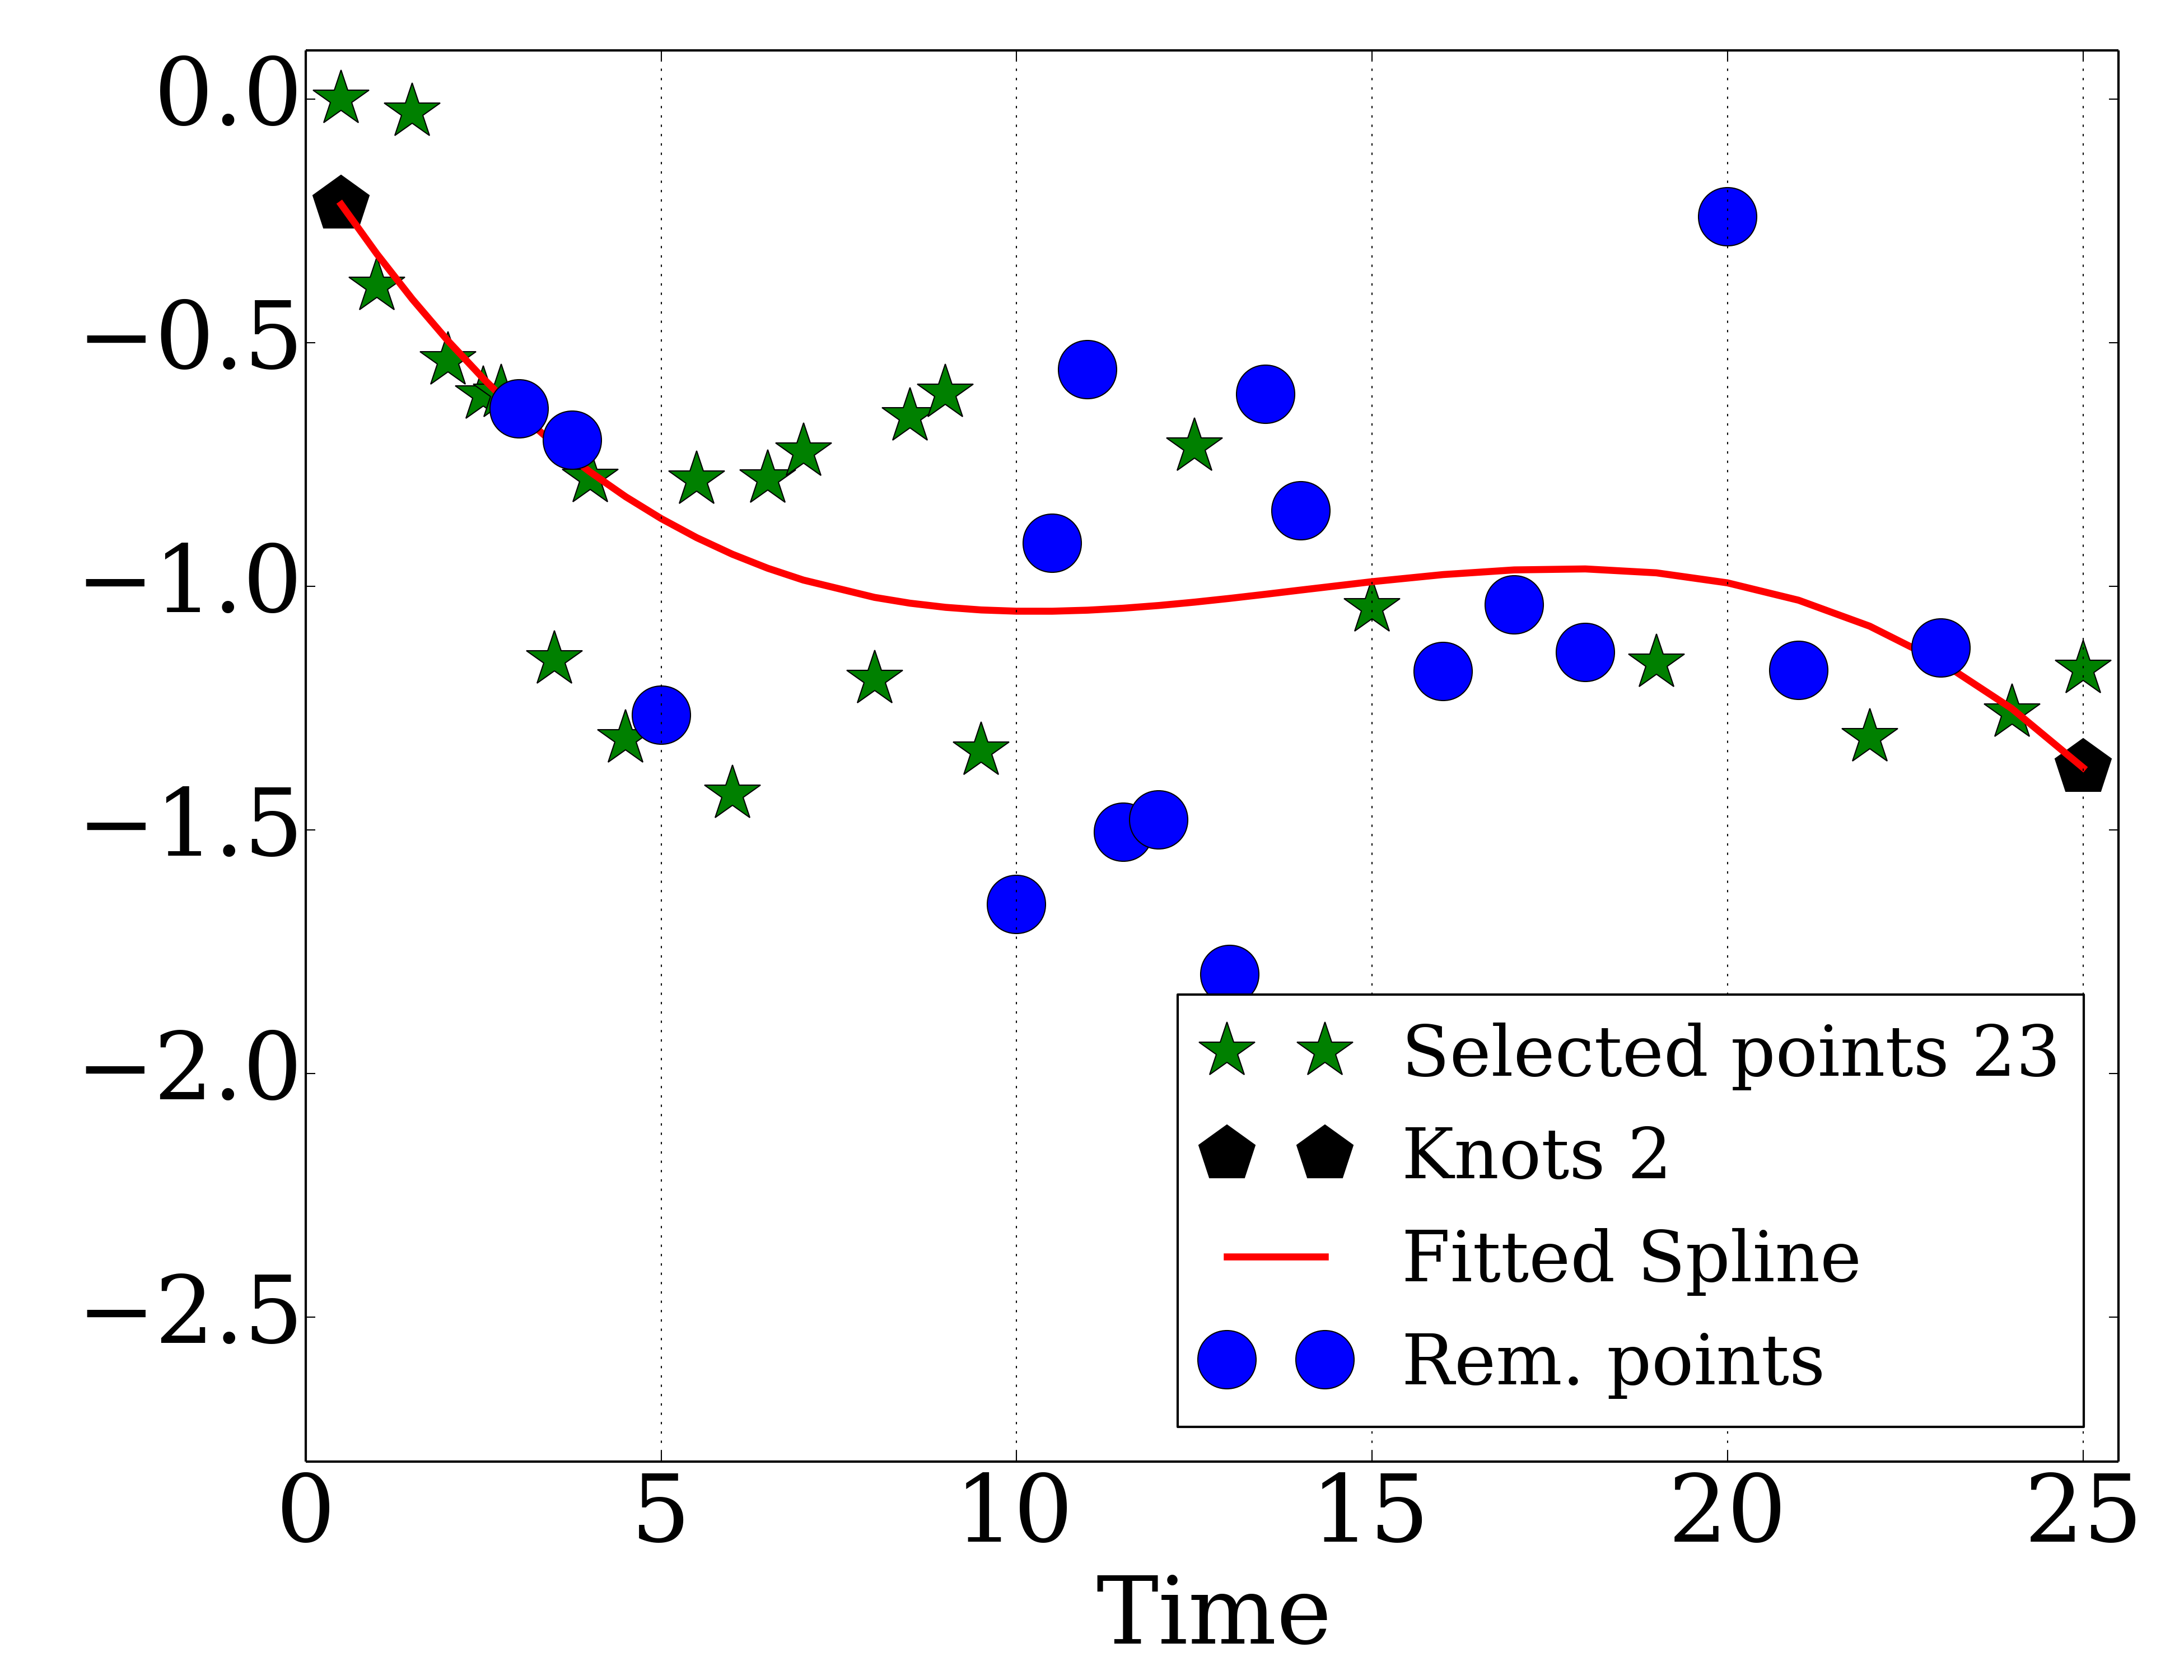 0.0
−0.5
−1.0
−1.5
−2.0
−2.5
Selected points 23
Knots 2
Fitted Spline
Rem. points
0 5 10 15 20 25
Time